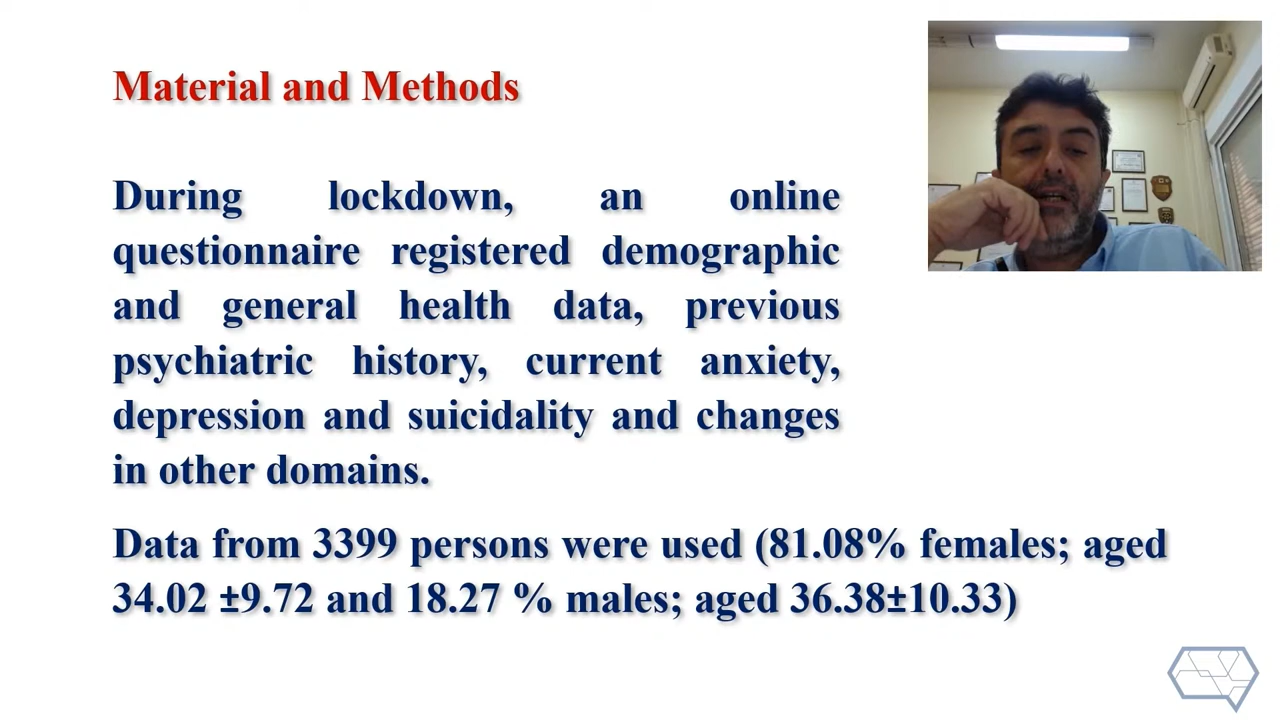 Material and Methods
During lockdown, an online
questionnaire registered demographic
and general health data, previous
psychiatric history, current anxiety,
depression and suicidality and changes
in other domains.
Data from 3399 persons were used (81.08% females; aged
34.02 ±9.72 and 18.27 % males; aged 36.38±10.33)